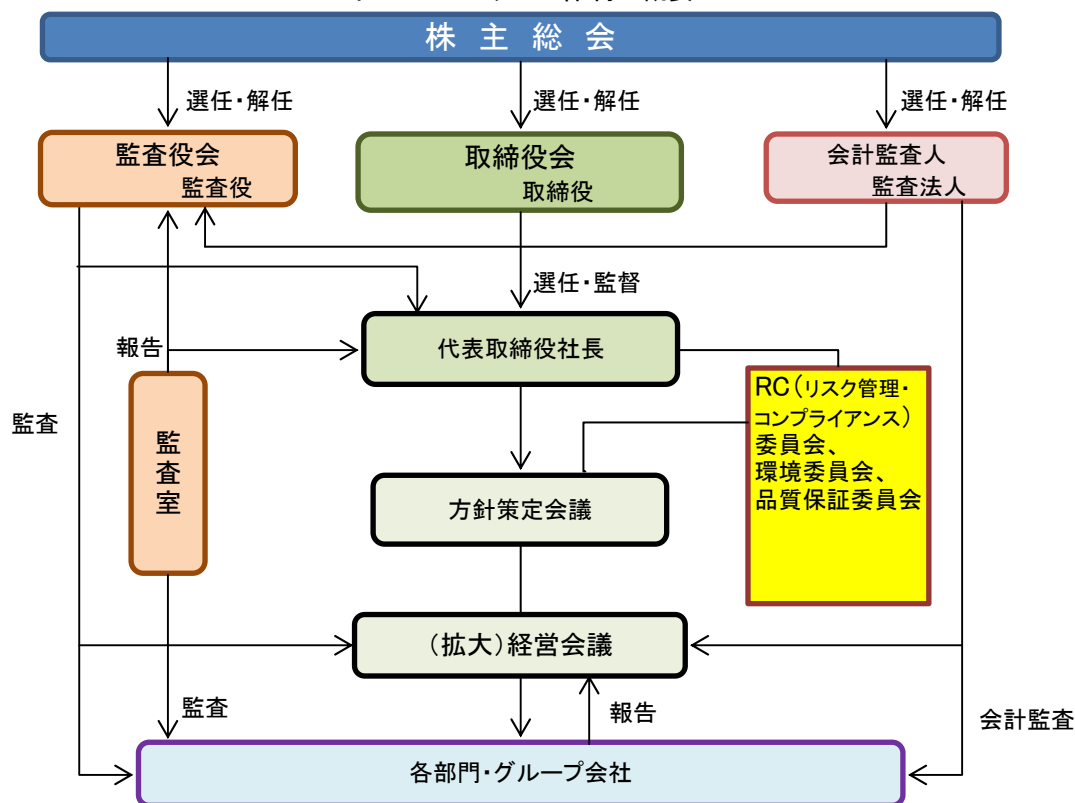 株主総会
選任・解任
選任・解任
選任・解任
監査役会
監査役
取締役会
取締役
会計監査人
監査法人
選任・監督
報告
代表取締役社長
監査
監査室
RC(リスク管理・
コンプライアンス)
委員会、
環境委員会、
品質保証委員会
方針策定会議
(拡大)経営会議
監査
報告
会計監査
各部門・グループ会社